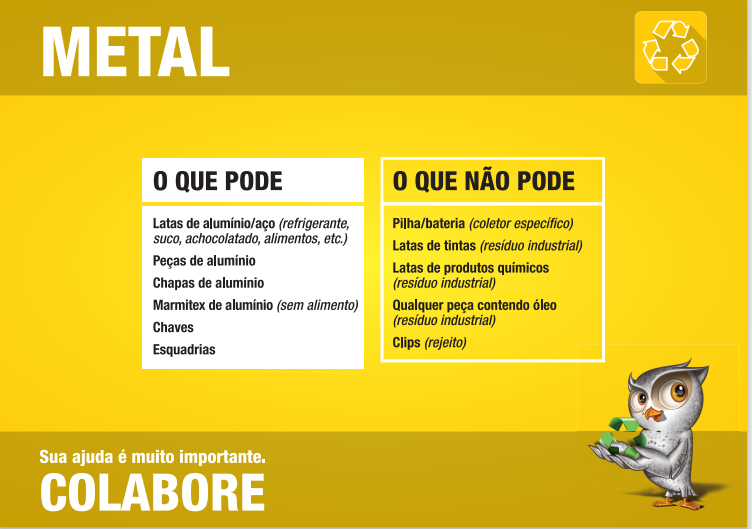 METAL
O QUE PODE
Latas de alumínio/aço (refrigerante,
suco, achocolatado, alimentos, etc.)
Peças de alumínio
Chapas de alumínio
Marmitex de alumínio (sem alimento)
Chaves
Esquadrias
O QUE NÃO PODE
Pilha/bateria (coletor específico)
Latas de tintas (resíduo industrial)
Latas de produtos químicos
(resíduo industrial)
Qualquer peça contendo óleo
(resíduo industrial)
Clips (rejeito)
Sua ajuda é muito importante.
COLABORE